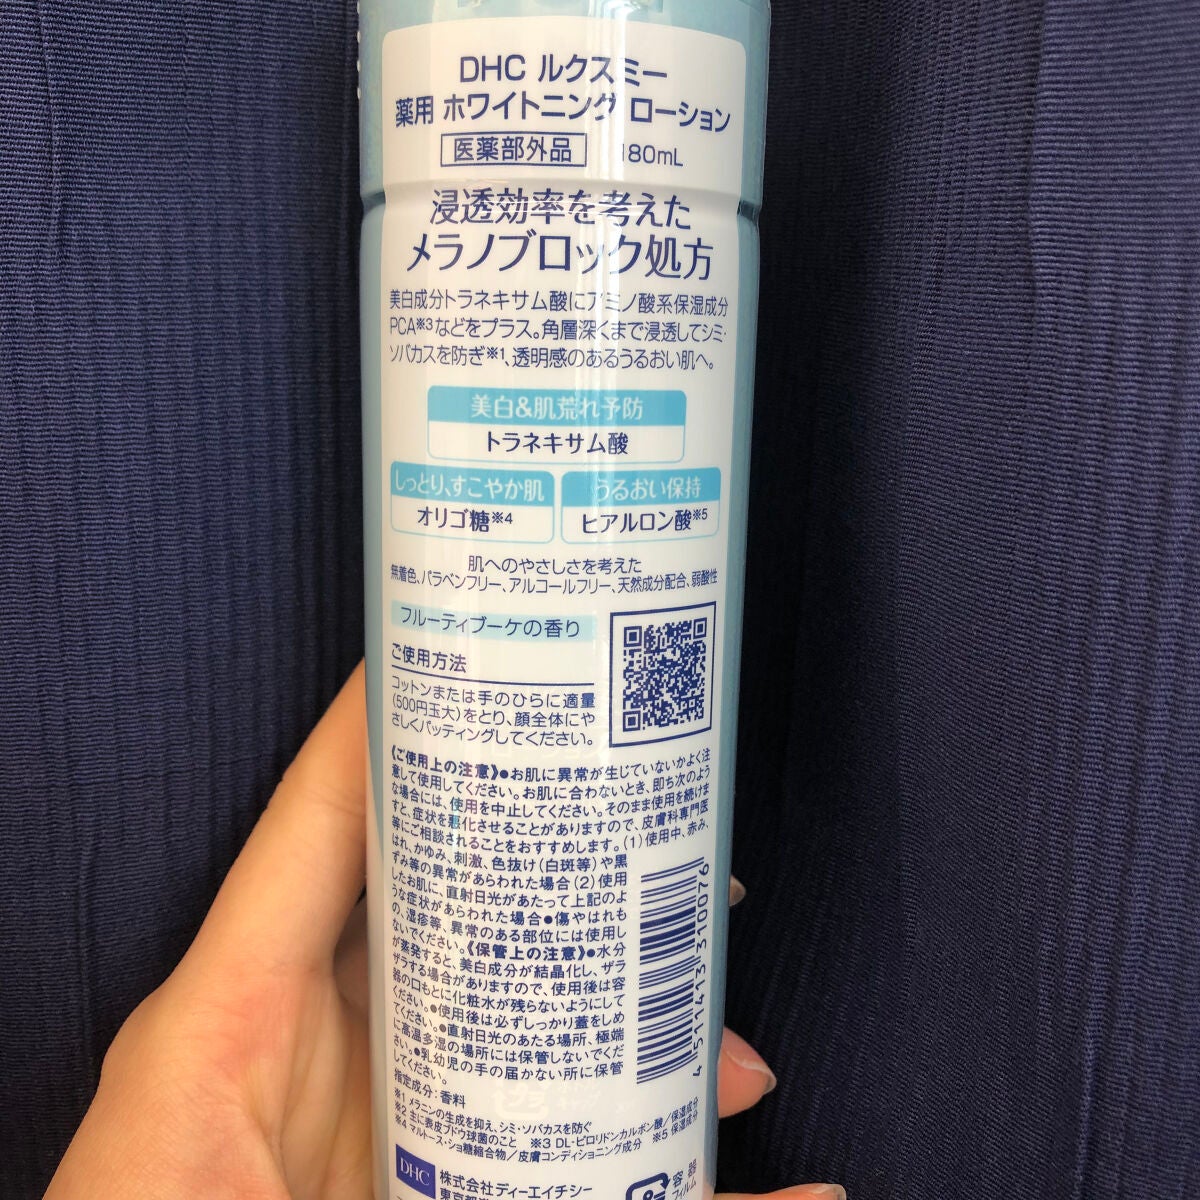 DHC ルクスミー
薬用 ホワイトニング ローション
医薬部外品 180mL
浸透効率を考えた
メラノブロック処方
美白成分トラネキサム酸にアミノ酸系保湿成分
PCA※3などをプラス。角層深くまで浸透してシミ・
ソバカスを防ぎ※1、透明感のあるうるおい肌へ。
美白&肌荒れ予防
トラネキサム酸
しっとり、すこやか肌
オリゴ糖※4
うるおい保持
ヒアルロン酸※5
肌へのやさしさを考えた
無着色、パラベンフリー、アルコールフリー、天然成分配合、弱酸性
フルーティブーケの香り
ご使用方法
コットンまたは手のひらに適量
(500円玉大)をとり、顔全体にや
さしくパッティングしてください。
《ご使用上の注意》●お肌に異常が生じていないかよく注
意して使用してください。お肌に合わないとき、即ち次のよう
な場合には、使用を中止してください。そのまま使用を続けま
すと、症状を悪化させることがありますので、皮膚科専門医
等にご相談されることをおすすめします。(1)使用中、赤み、
はれ、かゆみ、刺激、色抜け(白斑等)や黒
ずみ等の異常があらわれた場合(2)使用
したお肌に、直射日光があたって上記のよ
うな症状があらわれた場合●傷やはれも
の、湿疹等、異常のある部位には使用し
ないでください。《保管上の注意》●水分
が蒸発すると、美白成分が結晶化し、ザラ
ザラする場合がありますので、使用後は容
器の口もとに化粧水が残らないようにして
ください。●使用後は必ずしっかり蓋をしめ
てください。●直射日光のあたる場所、極端
に高温多湿の場所には保管しないでくだ
さい。●乳幼児の手の届かない所に保管
してください。
指定成分：香料
※1 メラニンの生成を抑え、シミ・ソバカスを防ぐ
※2 主に表皮ブドウ球菌のこと ※3 DL-ピロリドンカルボン酸/保湿成分
※4 マルトース・ショ糖縮合物/皮膚コンディショニング成分 ※5 保湿成分
4 511413 310076
DHC 株式会社ディーエイチシー
容器
フィルム